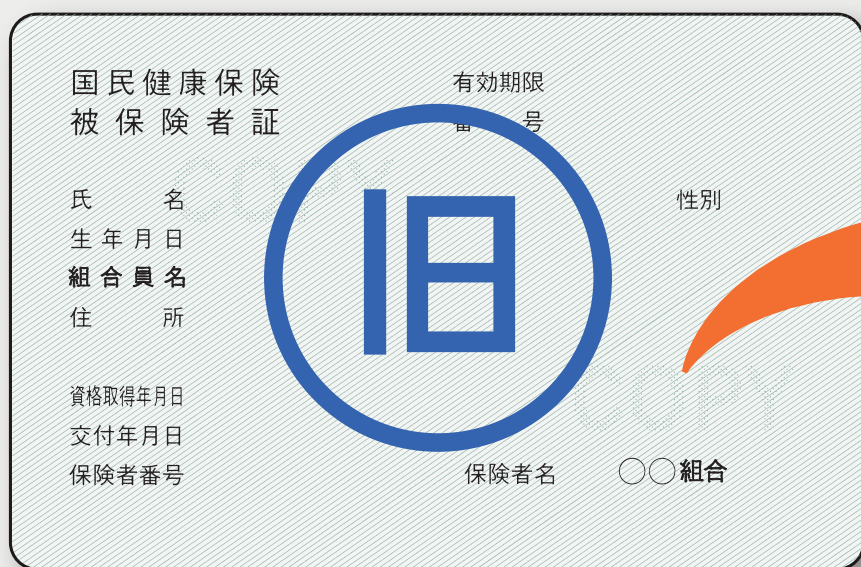 国民健康保険
被保険者証
有効期限
番 号
COPY
氏 名
性別
生年月日
組合員名
住 所
旧
資格取得年月日
交付年月日
保険者番号
保険者名 〇〇組合
COPY